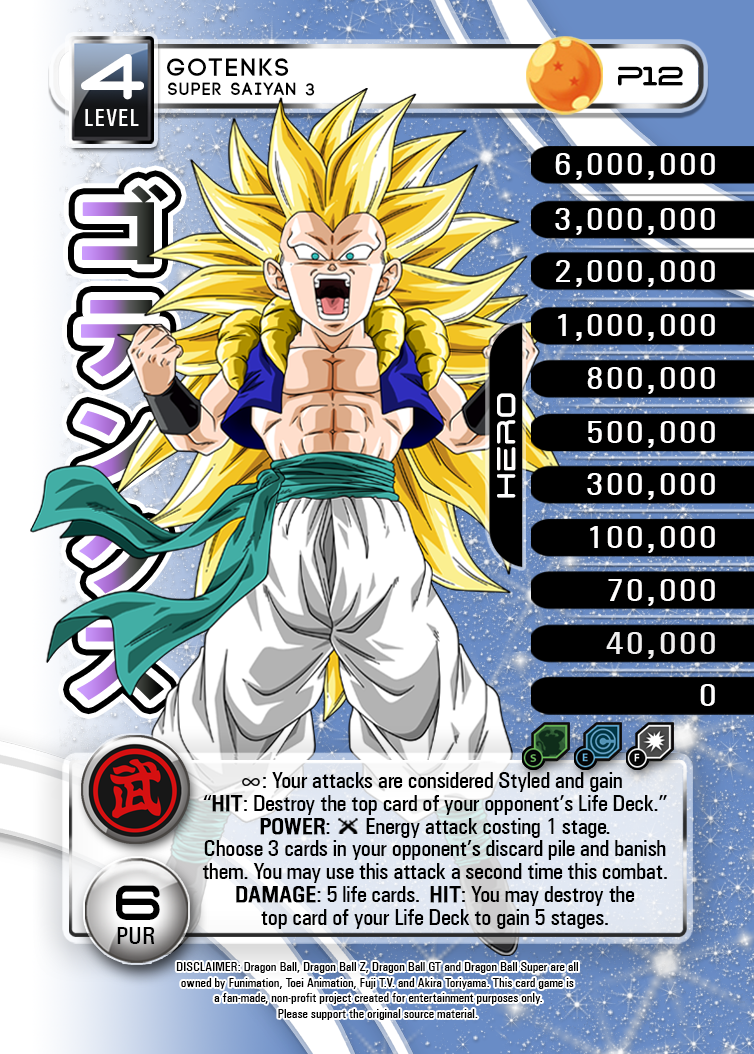 4
LEVEL
GOTENKS
SUPER SAIYAN 3
P12
ゴテンクス
6,000,000
3,000,000
2,000,000
1,000,000
800,000
500,000
300,000
100,000
70,000
40,000
0
HERO
S E F
武
6
PUR
∞: Your attacks are considered Styled and gain
“HIT: Destroy the top card of your opponent’s Life Deck.”
POWER: Energy attack costing 1 stage.
Choose 3 cards in your opponent’s discard pile and banish
them. You may use this attack a second time this combat.
DAMAGE: 5 life cards. HIT: You may destroy the
top card of your Life Deck to gain 5 stages.
DISCLAIMER: Dragon Ball, Dragon Ball Z, Dragon Ball GT and Dragon Ball Super are all
owned by Funimation, Toei Animation, Fuji T.V. and Akira Toriyama. This card game is
a fan-made, non-profit project created for entertainment purposes only.
Please support the original source material.